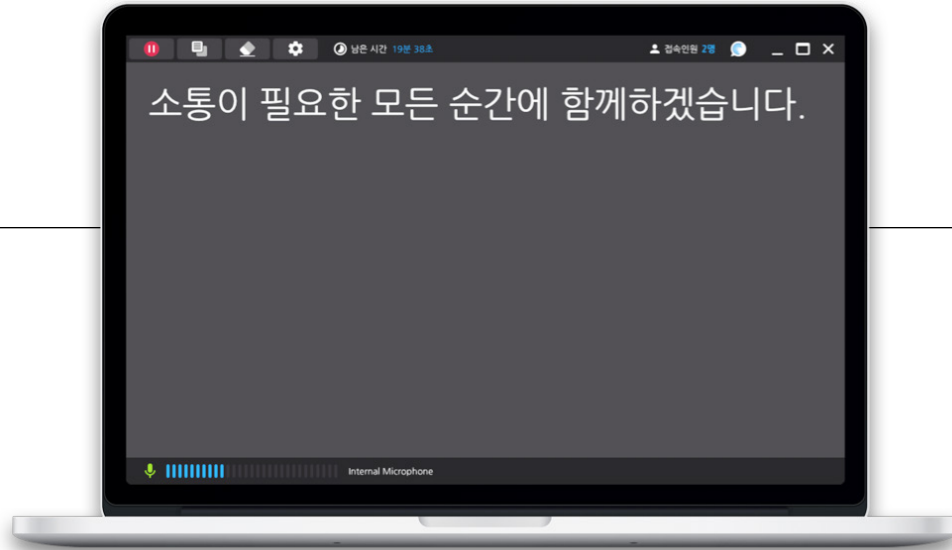 남은 시간 19분 38초 접속인원 2명
소통이 필요한 모든 순간에 함께하겠습니다.
Internal Microphone